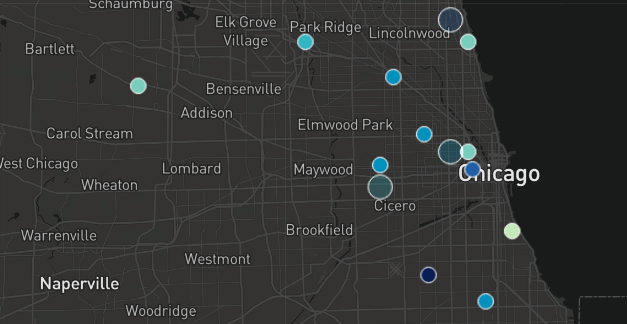 Schaumburg
Elk Grove
Village
Park Ridge
Lincolnwood
Bartlett
Bensenville
Addison
Elmwood Park
Carol Stream
West Chicago
Lombard
Maywood
Chicago
Wheaton
Cicero
Brookfield
Warrenville
Westmont
Naperville
Woodridge